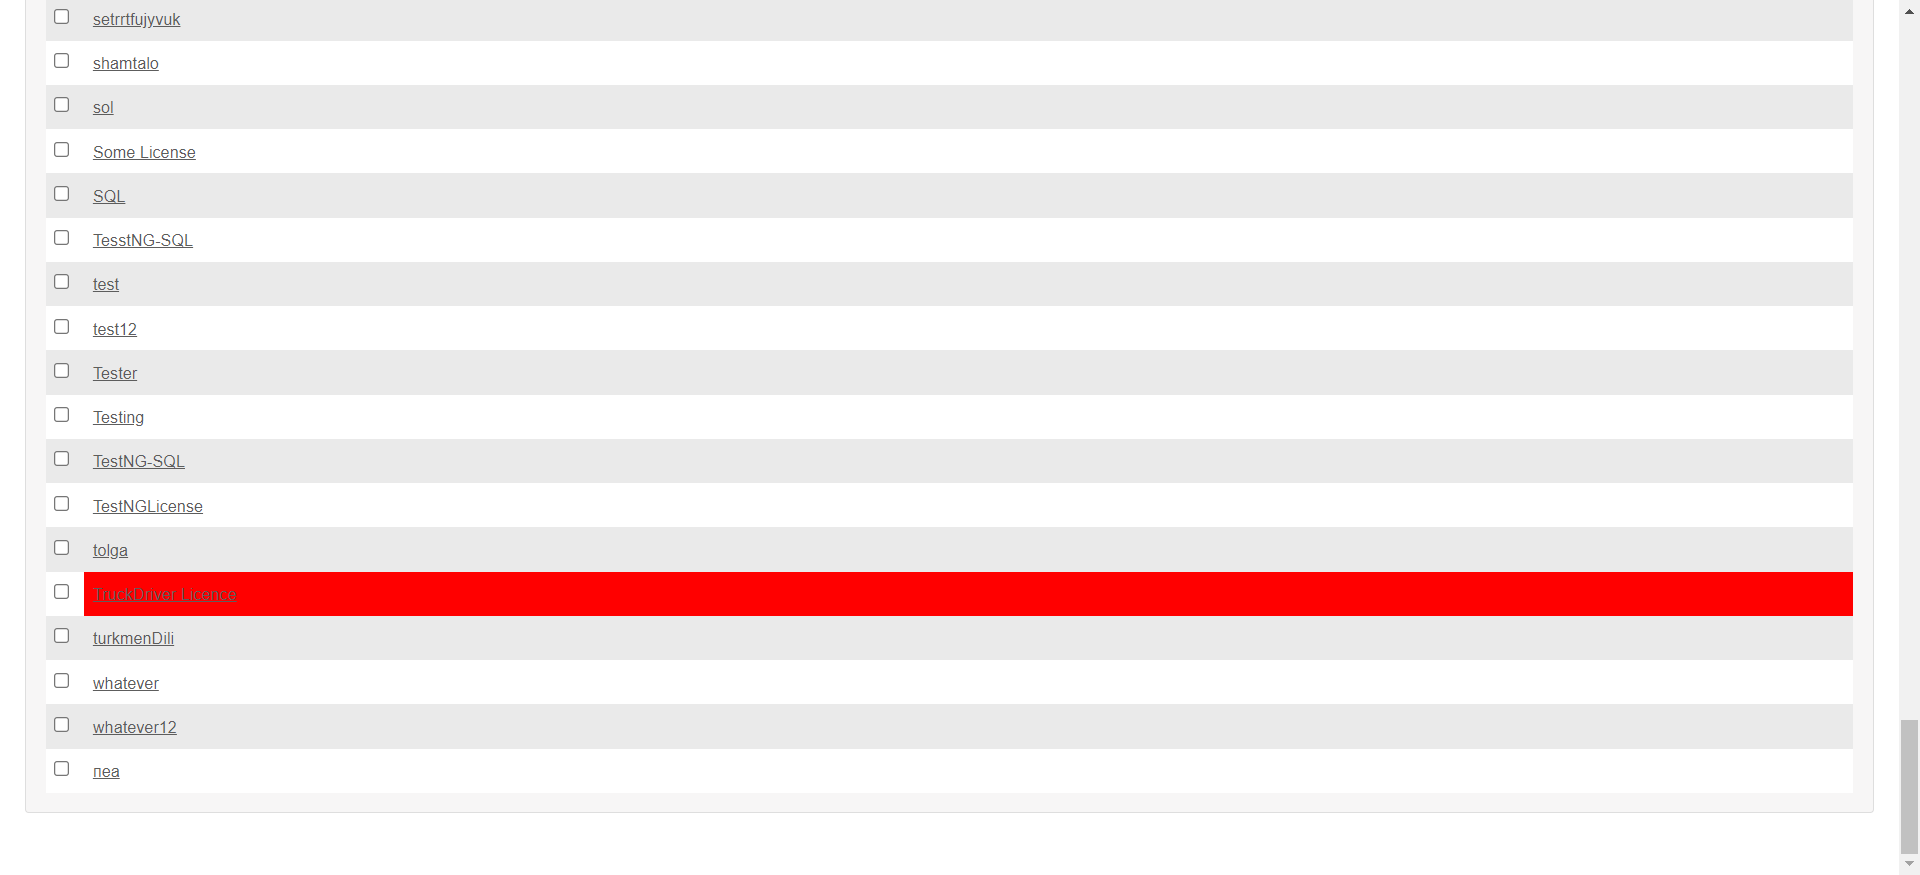 setrrtfujyvuk
shamtalo
sol
Some License
SQL
TesstNG-SQL
test
test12
Tester
Testing
TestNG-SQL
TestNGLicense
tolga
TruckDriver Licence
turkmenDili
whatever
whatever12
пеа